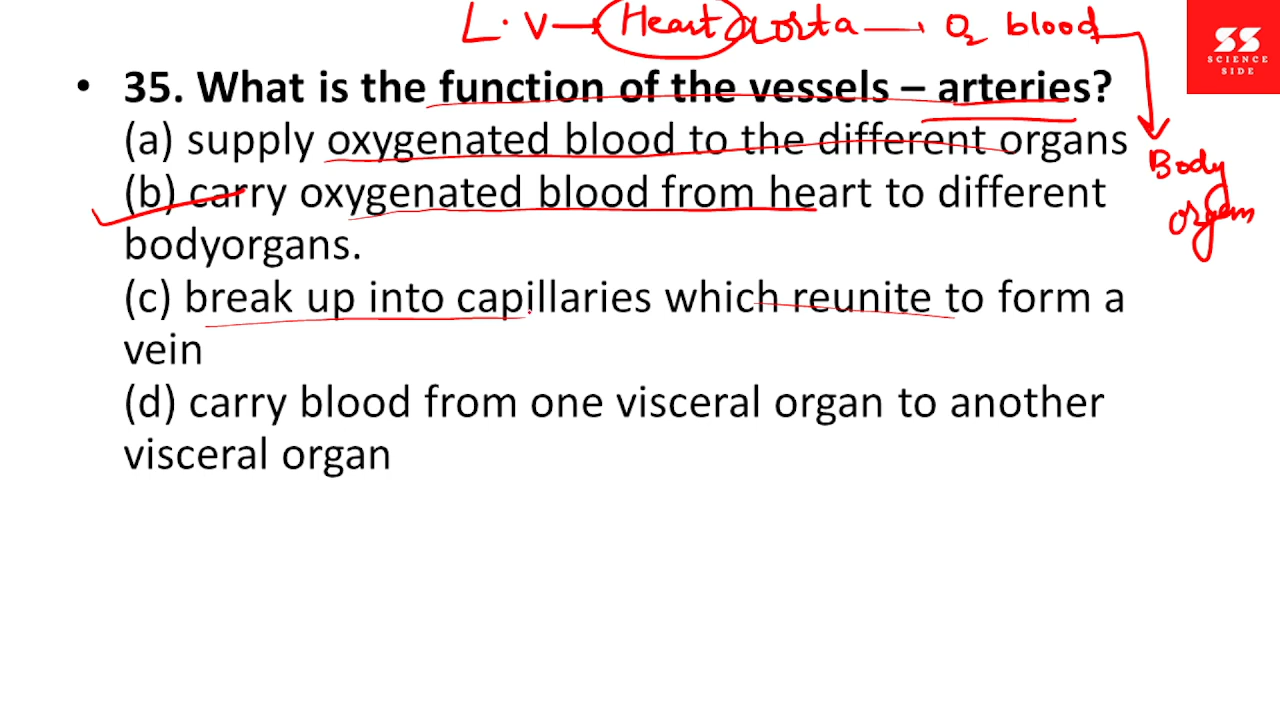 L. V → Heart aorta → O2 blood
SS
SCIENCE
SIDE
• 35. What is the function of the vessels – arteries?
(a) supply oxygenated blood to the different organs
(b) carry oxygenated blood from heart to different
bodyorgans.
(c) break up into capillaries which reunite to form a
vein
(d) carry blood from one visceral organ to another
visceral organ
Body
organ